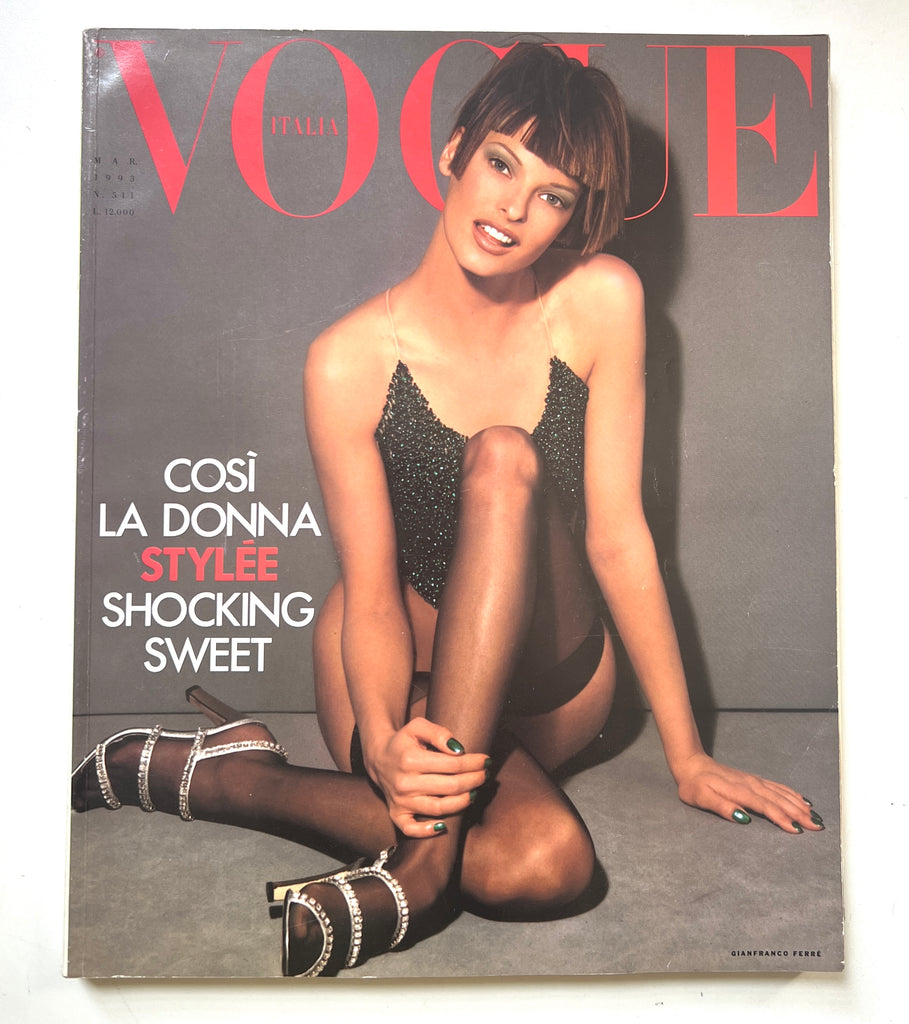 VOGUE
ITALIA
MAR.
1993
N. 511
L. 12.000
COSÌ
LA DONNA
STYLÉE
SHOCKING
SWEET
GIANFRANCO FERRÉ